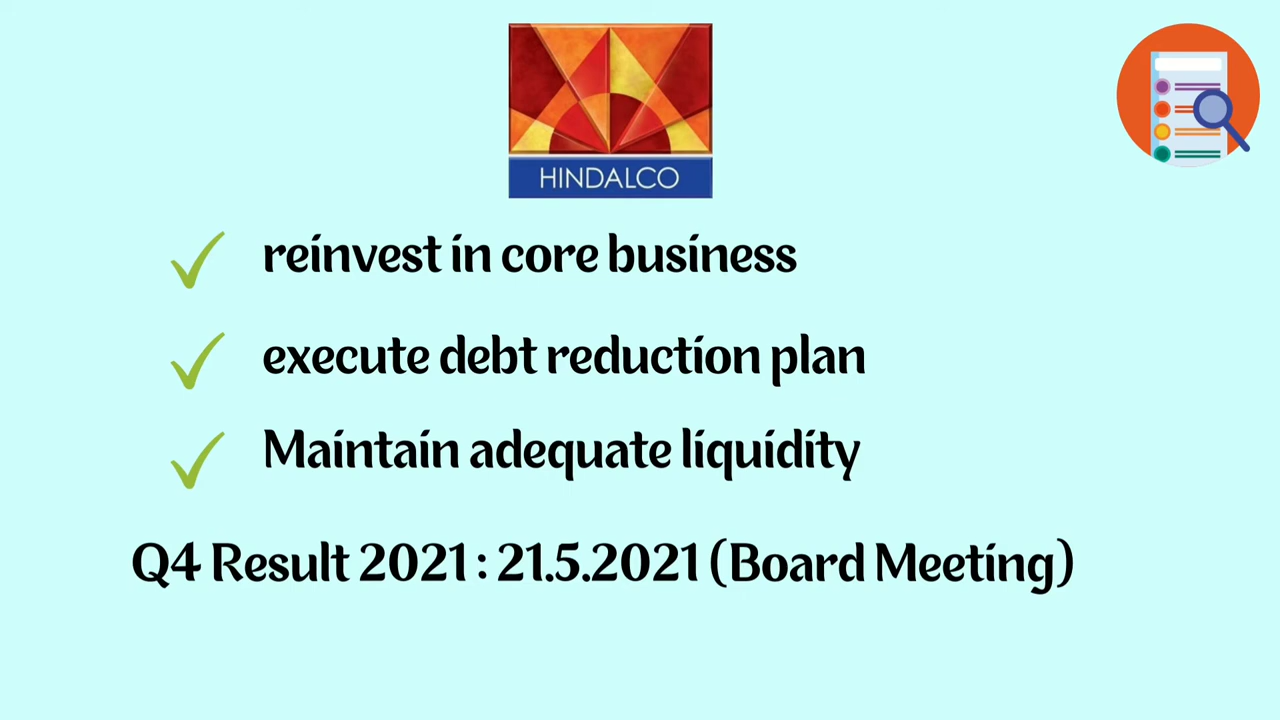 HINDALCO
reinvest in core business
execute debt reduction plan
Maintain adequate liquidity
Q4 Result 2021 : 21.5.2021 (Board Meeting)